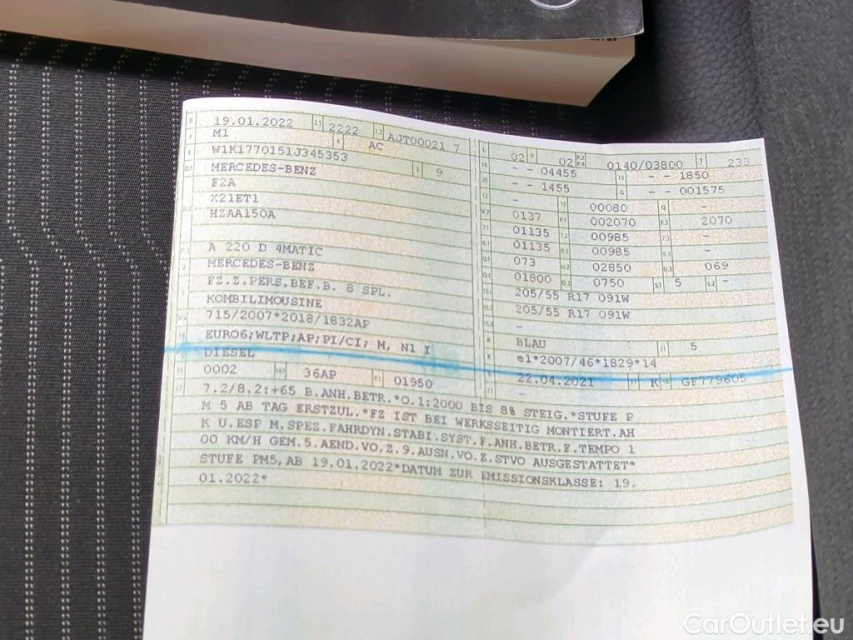 19.01.2022 2222 AJT00021 7
M1 AC
W1K1770151J345353
MERCEDES-BENZ 9
F2A
X21ET1
HZAA150A
A 220 D 4MATIC
MERCEDES-BENZ
FZ.Z.PERS.BEF.B. 8 SPL.
KOMBILIMOUSINE
715/2007*2018/1832AP
EURO6;WLTP;AP;PI/CI; M, N1 I
DIESEL
0002 36AP 01950
02 02 0140/03800 233
- - 04455 - - 1850
- - 1455 - - 001575
- 00080 -
0137 002070 2070
01135 00985 -
01135 00985 -
073 02850 069
01800 0750 5 -
205/55 R17 091W
205/55 R17 091W
-
-
BLAU 5
e1*2007/46*1829*14
22.04.2021 K GF779605
-
7.2/8.2:+65 B.ANH.BETR.*O.1:2000 BIS 8% STEIG.*STUFE P
M 5 AB TAG ERSTZUL.*FZ IST BEI WERKSSEITIG MONTIERT.AH
K U.ESP M.SPEZ.FAHRDYN.STABI.SYST.F.ANH.BETR.F.TEMPO 1
00 KM/H GEM.5.AEND.VO.Z.9.AUSN.VO.Z.STVO AUSGESTATTET*
STUFE PM5,AB 19.01.2022*DATUM ZUR EMISSIONSKLASSE: 19.
01.2022*
CarOutlet.eu